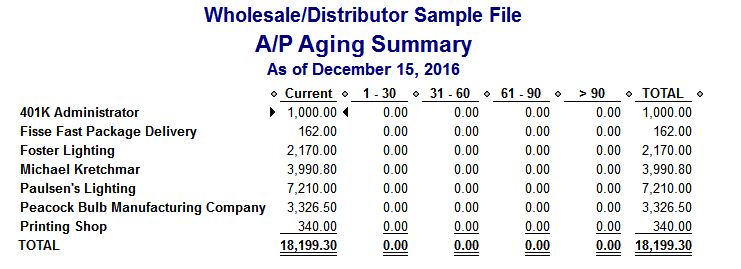 Wholesale/Distributor Sample File
A/P Aging Summary
As of December 15, 2016
Current 1 - 30 31 - 60 61 - 90 > 90 TOTAL
401K Administrator 1,000.00 0.00 0.00 0.00 0.00 1,000.00
Fisse Fast Package Delivery 162.00 0.00 0.00 0.00 0.00 162.00
Foster Lighting 2,170.00 0.00 0.00 0.00 0.00 2,170.00
Michael Kretchmar 3,990.80 0.00 0.00 0.00 0.00 3,990.80
Paulsen's Lighting 7,210.00 0.00 0.00 0.00 0.00 7,210.00
Peacock Bulb Manufacturing Company 3,326.50 0.00 0.00 0.00 0.00 3,326.50
Printing Shop 340.00 0.00 0.00 0.00 0.00 340.00
TOTAL 18,199.30 0.00 0.00 0.00 0.00 18,199.30